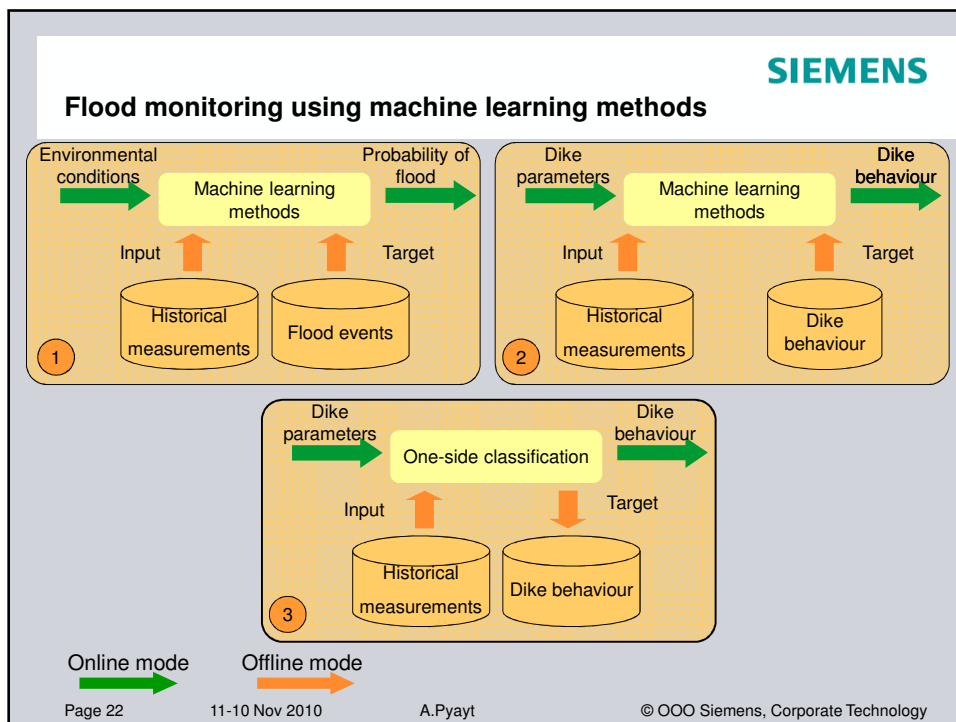 SIEMENS
Flood monitoring using machine learning methods
Environmental
conditions
Probability of
flood
Machine learning
methods
Input
Target
Historical
measurements
Flood events
1
Dike
parameters
Dike
behaviour
Machine learning
methods
Input
Target
Historical
measurements
Dike
behaviour
2
Dike
parameters
Dike
behaviour
One-side classification
Input
Target
Historical
measurements
Dike behaviour
3
Online mode
Offline mode
Page 22
11-10 Nov 2010
A.Pyayt
© OOO Siemens, Corporate Technology